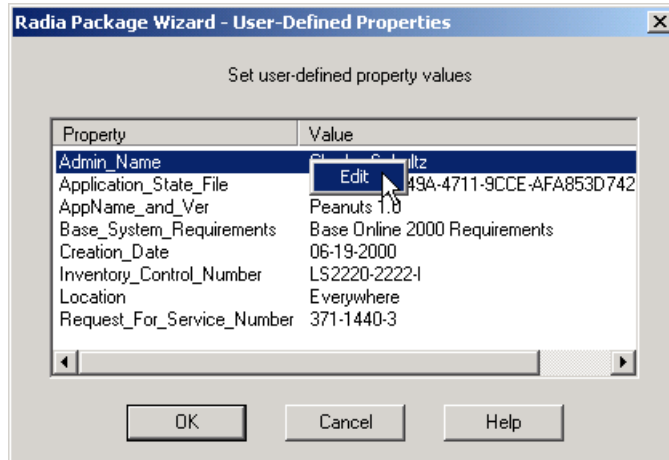 Radia Package Wizard - User-Defined Properties
Set user-defined property values
Property Value
Admin_Name
Edit
Application_State_File 49A-4711-9CCE-AFA853D742
AppName_and_Ver Peanuts 1.0
Base_System_Requirements Base Online 2000 Requirements
Creation_Date 06-19-2000
Inventory_Control_Number LS2220-2222-I
Location Everywhere
Request_For_Service_Number 371-1440-3
OK Cancel Help